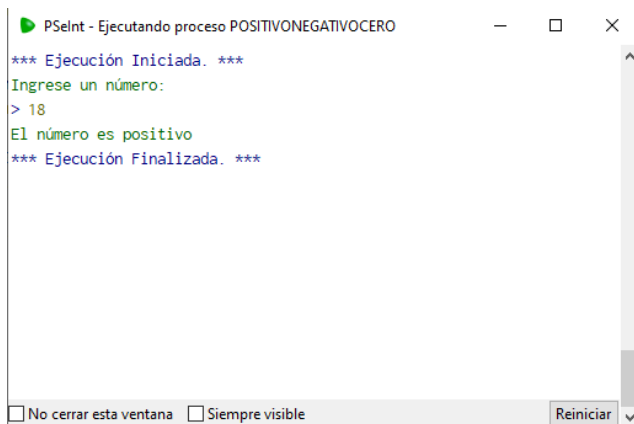 PSeInt - Ejecutando proceso POSITIVONEGATIVOCERO
*** Ejecución Iniciada. ***
Ingrese un número:
> 18
El número es positivo
*** Ejecución Finalizada. ***
No cerrar esta ventana Siempre visible Reiniciar